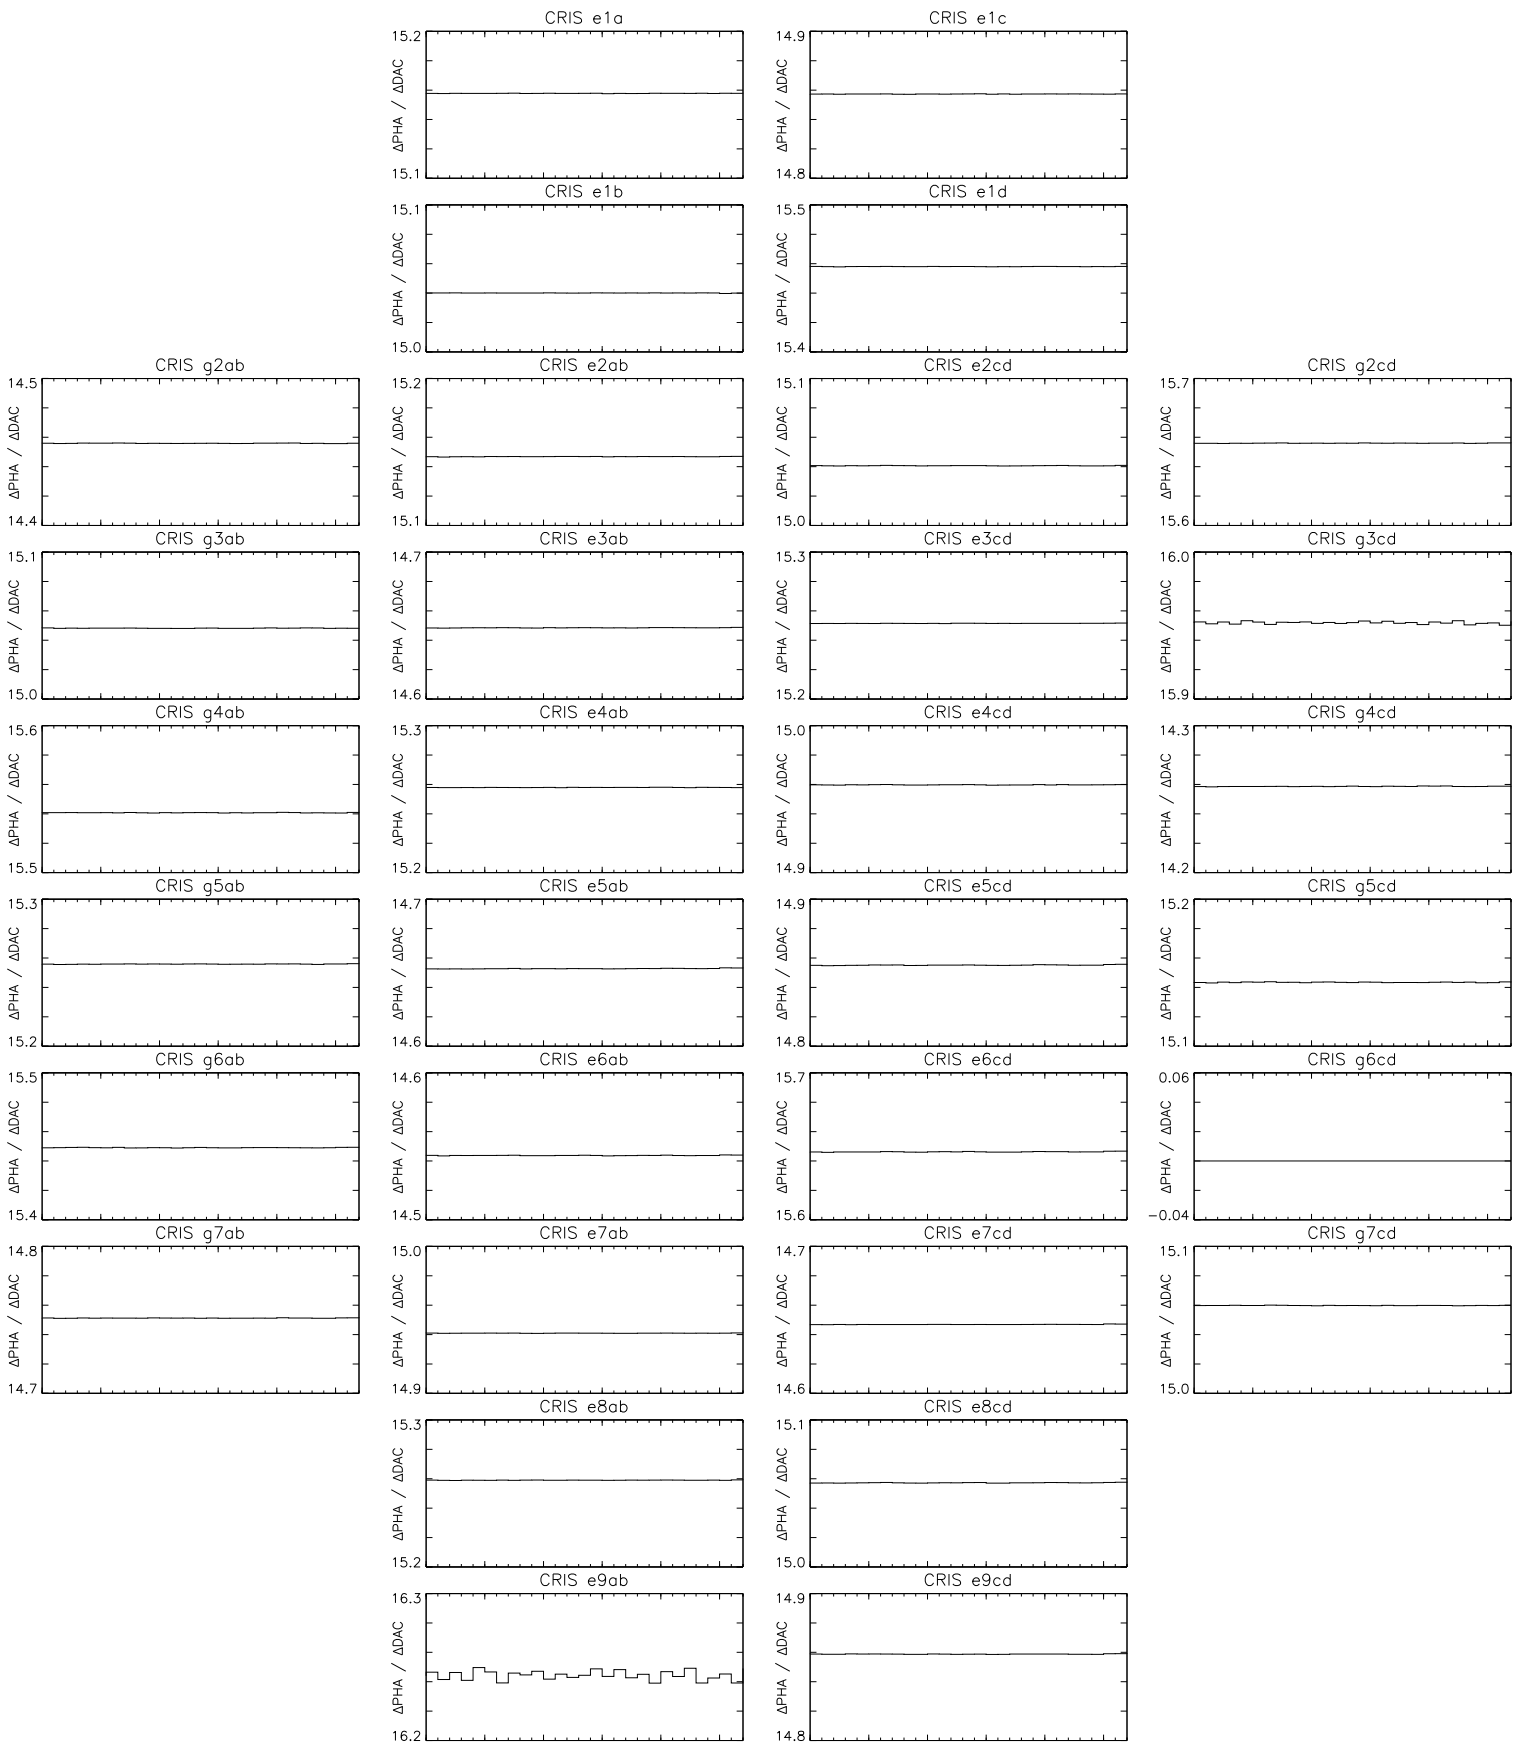 CRIS e1a
15.2
ΔPHA / ΔDAC
15.1
CRIS e1c
14.9
ΔPHA / ΔDAC
14.8
CRIS e1b
15.1
ΔPHA / ΔDAC
15.0
CRIS e1d
15.5
ΔPHA / ΔDAC
15.4
CRIS g2ab
14.5
ΔPHA / ΔDAC
14.4
CRIS e2ab
15.2
ΔPHA / ΔDAC
15.1
CRIS e2cd
15.1
ΔPHA / ΔDAC
15.0
CRIS g2cd
15.7
ΔPHA / ΔDAC
15.6
CRIS g3ab
15.1
ΔPHA / ΔDAC
15.0
CRIS e3ab
14.7
ΔPHA / ΔDAC
14.6
CRIS e3cd
15.3
ΔPHA / ΔDAC
15.2
CRIS g3cd
16.0
ΔPHA / ΔDAC
15.9
CRIS g4ab
15.6
ΔPHA / ΔDAC
15.5
CRIS e4ab
15.3
ΔPHA / ΔDAC
15.2
CRIS e4cd
15.0
ΔPHA / ΔDAC
14.9
CRIS g4cd
14.3
ΔPHA / ΔDAC
14.2
CRIS g5ab
15.3
ΔPHA / ΔDAC
15.2
CRIS e5ab
14.7
ΔPHA / ΔDAC
14.6
CRIS e5cd
14.9
ΔPHA / ΔDAC
14.8
CRIS g5cd
15.2
ΔPHA / ΔDAC
15.1
CRIS g6ab
15.5
ΔPHA / ΔDAC
15.4
CRIS e6ab
14.6
ΔPHA / ΔDAC
14.5
CRIS e6cd
15.7
ΔPHA / ΔDAC
15.6
CRIS g6cd
0.06
ΔPHA / ΔDAC
−0.04
CRIS g7ab
14.8
ΔPHA / ΔDAC
14.7
CRIS e7ab
15.0
ΔPHA / ΔDAC
14.9
CRIS e7cd
14.7
ΔPHA / ΔDAC
14.6
CRIS g7cd
15.1
ΔPHA / ΔDAC
15.0
CRIS e8ab
15.3
ΔPHA / ΔDAC
15.2
CRIS e8cd
15.1
ΔPHA / ΔDAC
15.0
CRIS e9ab
16.3
ΔPHA / ΔDAC
16.2
CRIS e9cd
14.9
ΔPHA / ΔDAC
14.8